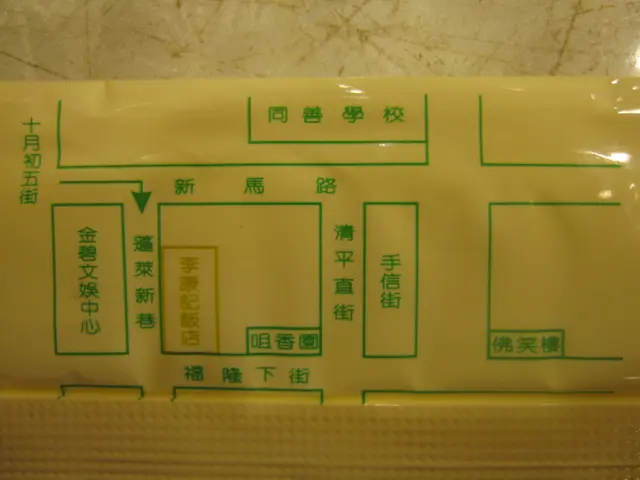 同善學校
十月初五街
新馬路
金碧文娛中心
蓬萊新巷
李康記飯店
咀香園
清平直街
手信街
佛笑樓
福隆下街